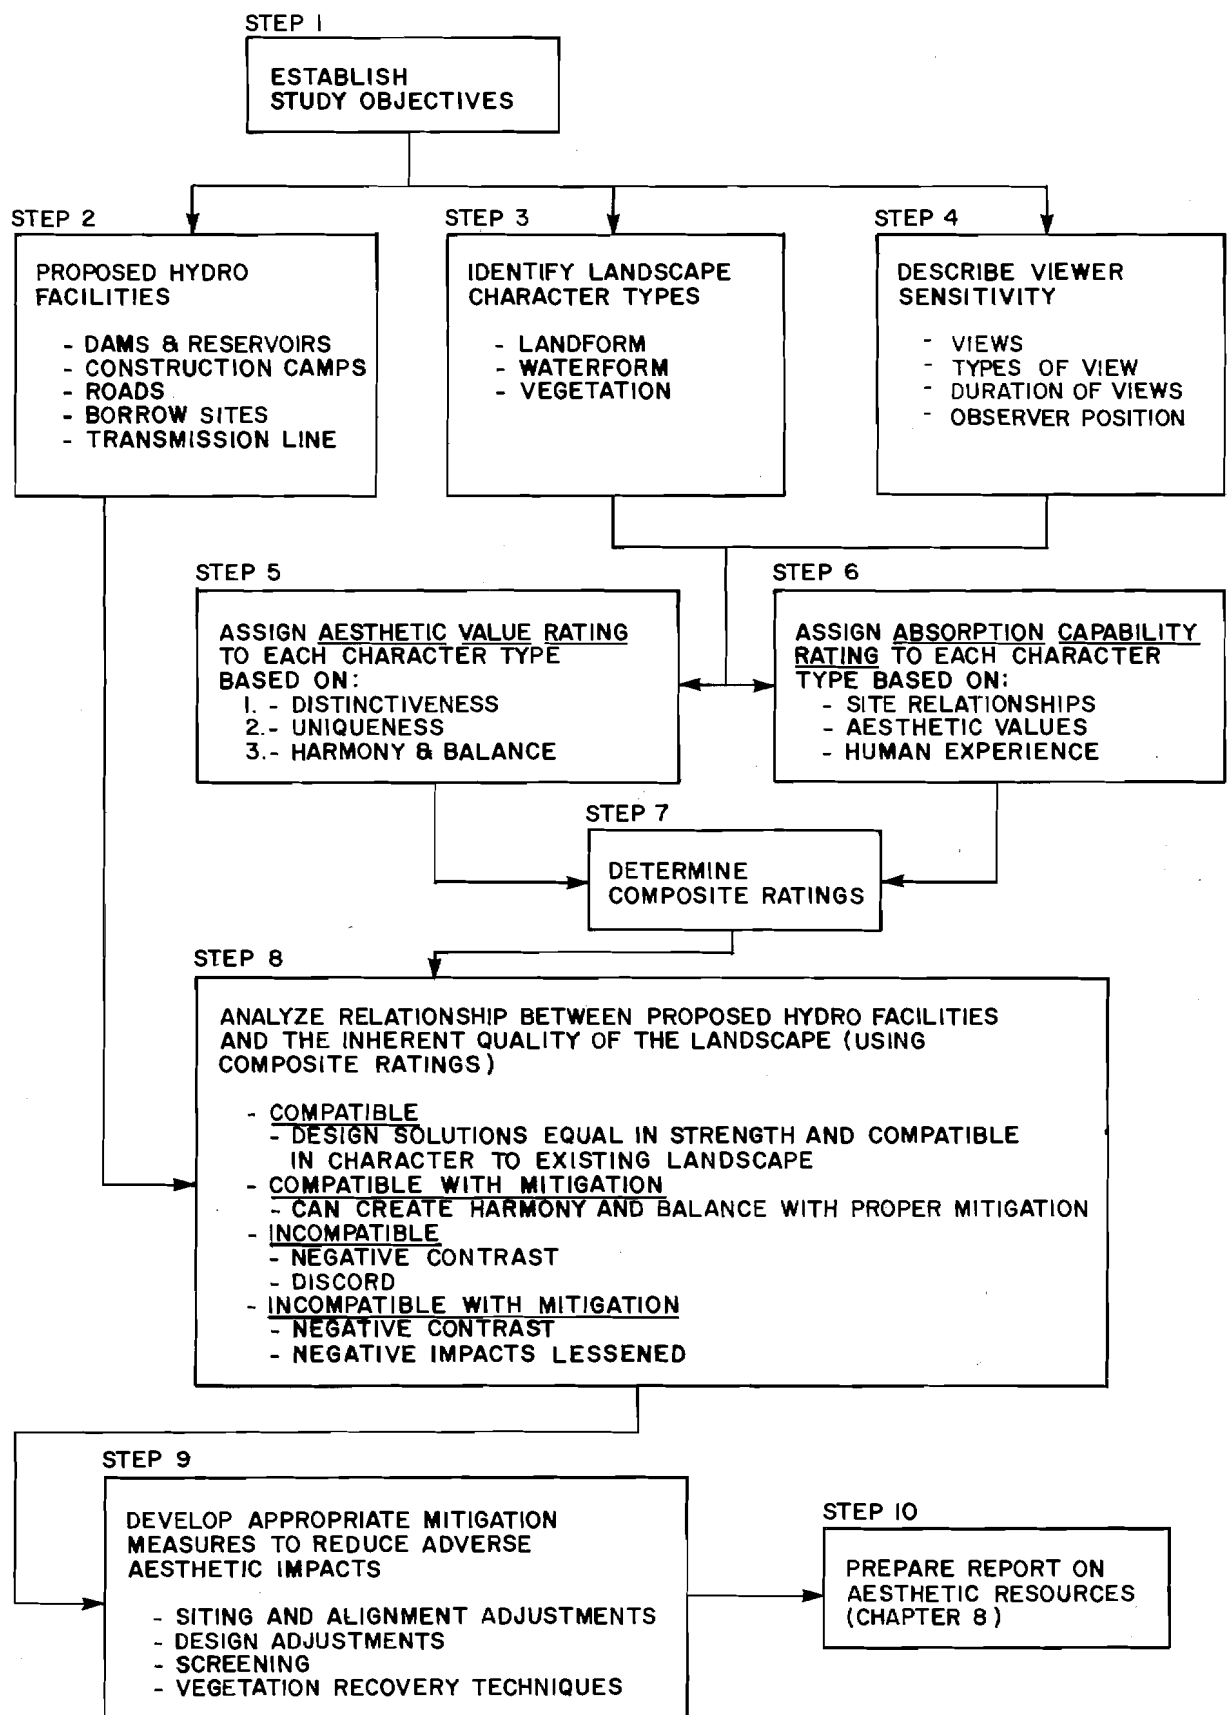 STEP 1
ESTABLISH
STUDY OBJECTIVES
STEP 2
PROPOSED HYDRO
FACILITIES
- DAMS & RESERVOIRS
- CONSTRUCTION CAMPS
- ROADS
- BORROW SITES
- TRANSMISSION LINE
STEP 3
IDENTIFY LANDSCAPE
CHARACTER TYPES
- LANDFORM
- WATERFORM
- VEGETATION
STEP 4
DESCRIBE VIEWER
SENSITIVITY
- VIEWS
- TYPES OF VIEW
- DURATION OF VIEWS
- OBSERVER POSITION
STEP 5
ASSIGN AESTHETIC VALUE RATING
TO EACH CHARACTER TYPE
BASED ON:
1. - DISTINCTIVENESS
2.- UNIQUENESS
3.- HARMONY & BALANCE
STEP 6
ASSIGN ABSORPTION CAPABILITY
RATING TO EACH CHARACTER
TYPE BASED ON:
- SITE RELATIONSHIPS
- AESTHETIC VALUES
- HUMAN EXPERIENCE
STEP 7
DETERMINE
COMPOSITE RATINGS
STEP 8
ANALYZE RELATIONSHIP BETWEEN PROPOSED HYDRO FACILITIES
AND THE INHERENT QUALITY OF THE LANDSCAPE (USING
COMPOSITE RATINGS)
- COMPATIBLE
- DESIGN SOLUTIONS EQUAL IN STRENGTH AND COMPATIBLE
IN CHARACTER TO EXISTING LANDSCAPE
- COMPATIBLE WITH MITIGATION
- CAN CREATE HARMONY AND BALANCE WITH PROPER MITIGATION
- INCOMPATIBLE
- NEGATIVE CONTRAST
- DISCORD
- INCOMPATIBLE WITH MITIGATION
- NEGATIVE CONTRAST
- NEGATIVE IMPACTS LESSENED
STEP 9
DEVELOP APPROPRIATE MITIGATION
MEASURES TO REDUCE ADVERSE
AESTHETIC IMPACTS
- SITING AND ALIGNMENT ADJUSTMENTS
- DESIGN ADJUSTMENTS
- SCREENING
- VEGETATION RECOVERY TECHNIQUES
STEP 10
PREPARE REPORT ON
AESTHETIC RESOURCES
(CHAPTER 8)